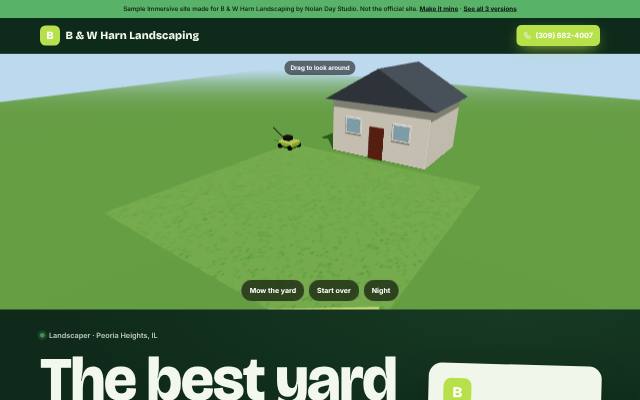 Sample Immersive site made for B & W Harn Landscaping by Nolan Day Studio. Not the official site. Make it mine · See all 3 versions
B B & W Harn Landscaping
(309) 682-4007
Drag to look around
Mow the yard Start over Night
Landscaper · Peoria Heights, IL
The best yard
B